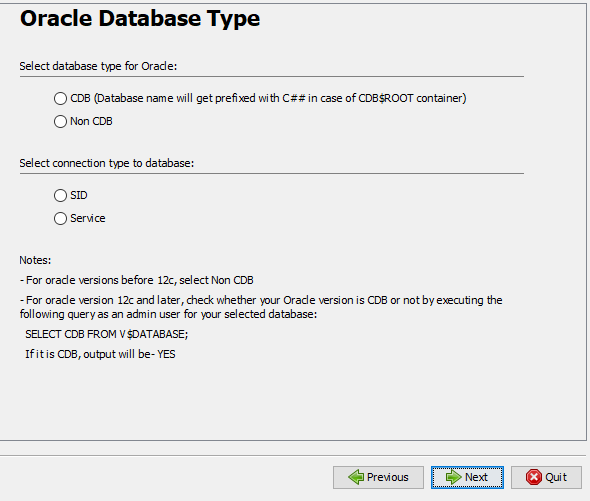 Oracle Database Type
Select database type for Oracle:
CDB (Database name will get prefixed with C## in case of CDB$ROOT container)
Non CDB
Select connection type to database:
SID
Service
Notes:
- For oracle versions before 12c, select Non CDB
- For oracle version 12c and later, check whether your Oracle version is CDB or not by executing the
following query as an admin user for your selected database:
SELECT CDB FROM V$DATABASE;
If it is CDB, output will be- YES
Previous Next Quit